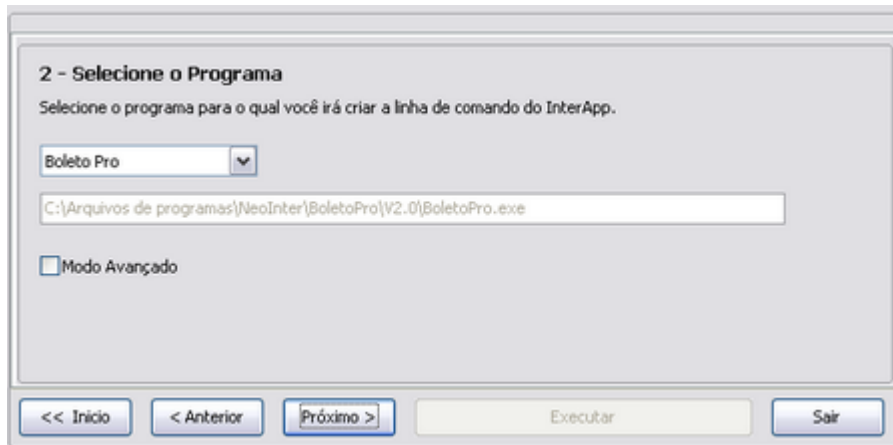 2 - Selecione o Programa
Selecione o programa para o qual você irá criar a linha de comando do InterApp.
Boleto Pro
C:\Arquivos de programas\NeoInter\BoletoPro\V2.0\BoletoPro.exe
Modo Avançado
<< Inicio   < Anterior   Próximo >   Executar   Sair